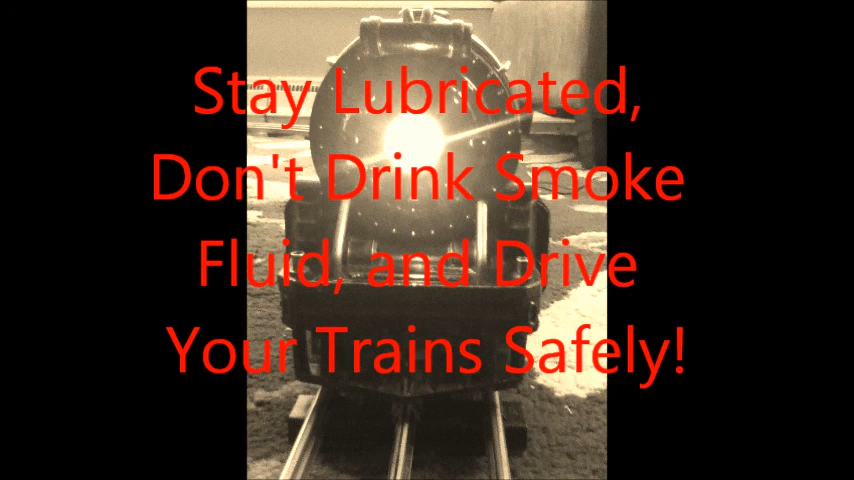 Stay Lubricated,
Don't Drink Smoke
Fluid, and Drive
Your Trains Safely!